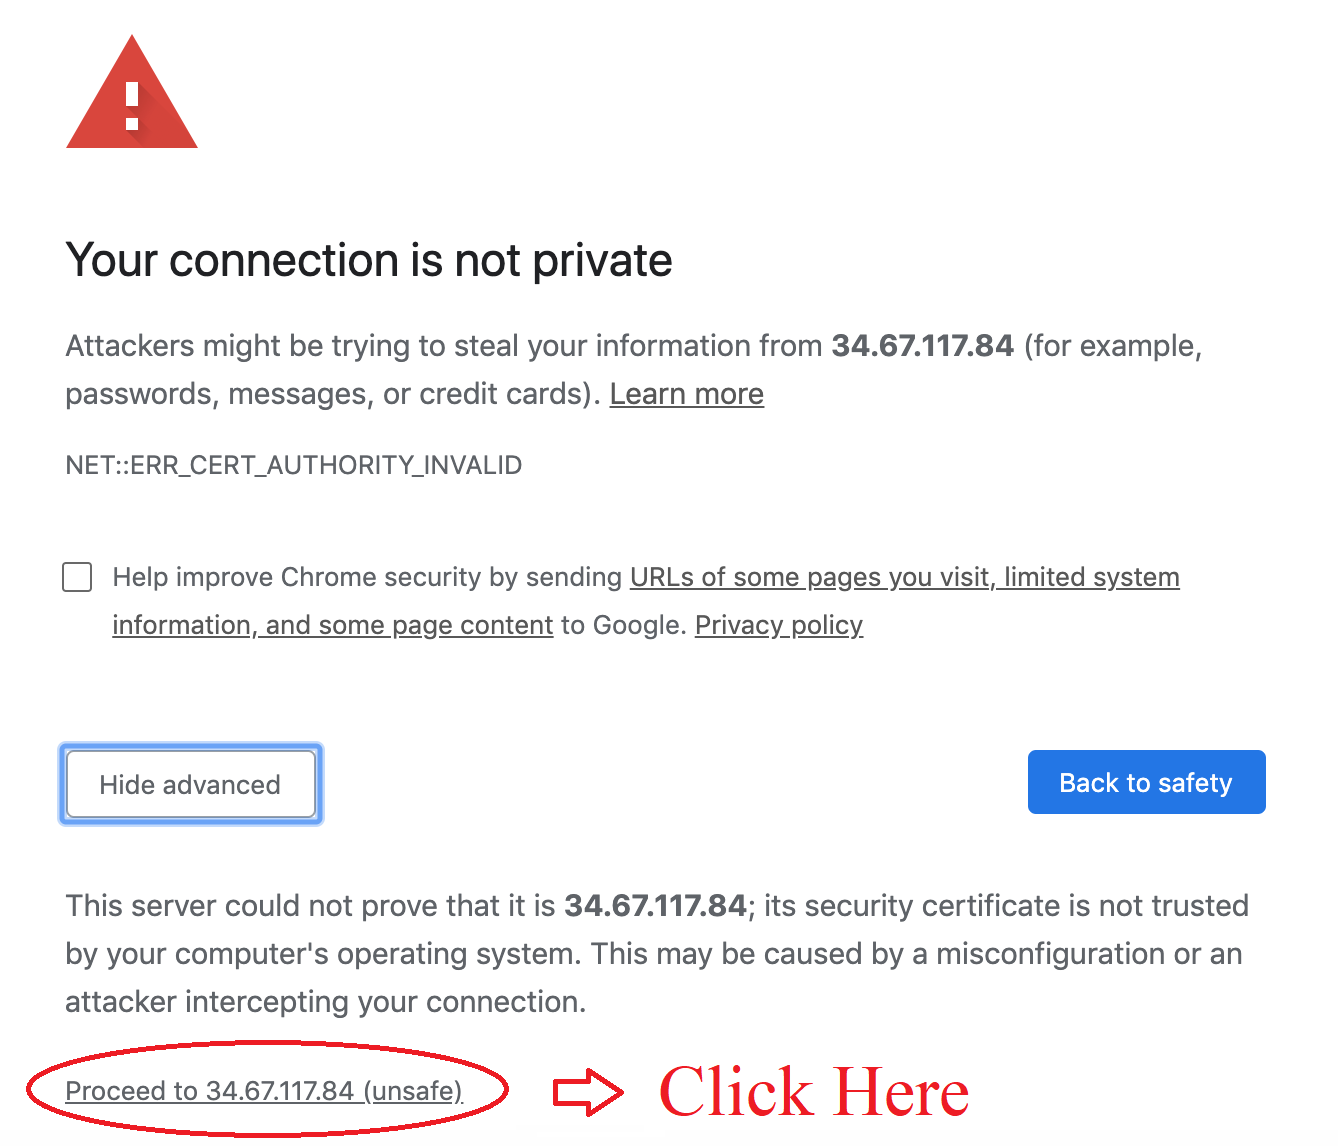 Your connection is not private
Attackers might be trying to steal your information from 34.67.117.84 (for example,
passwords, messages, or credit cards). Learn more
NET::ERR_CERT_AUTHORITY_INVALID
Help improve Chrome security by sending URLs of some pages you visit, limited system
information, and some page content to Google. Privacy policy
Hide advanced
Back to safety
This server could not prove that it is 34.67.117.84; its security certificate is not trusted
by your computer's operating system. This may be caused by a misconfiguration or an
attacker intercepting your connection.
Proceed to 34.67.117.84 (unsafe)
Click Here